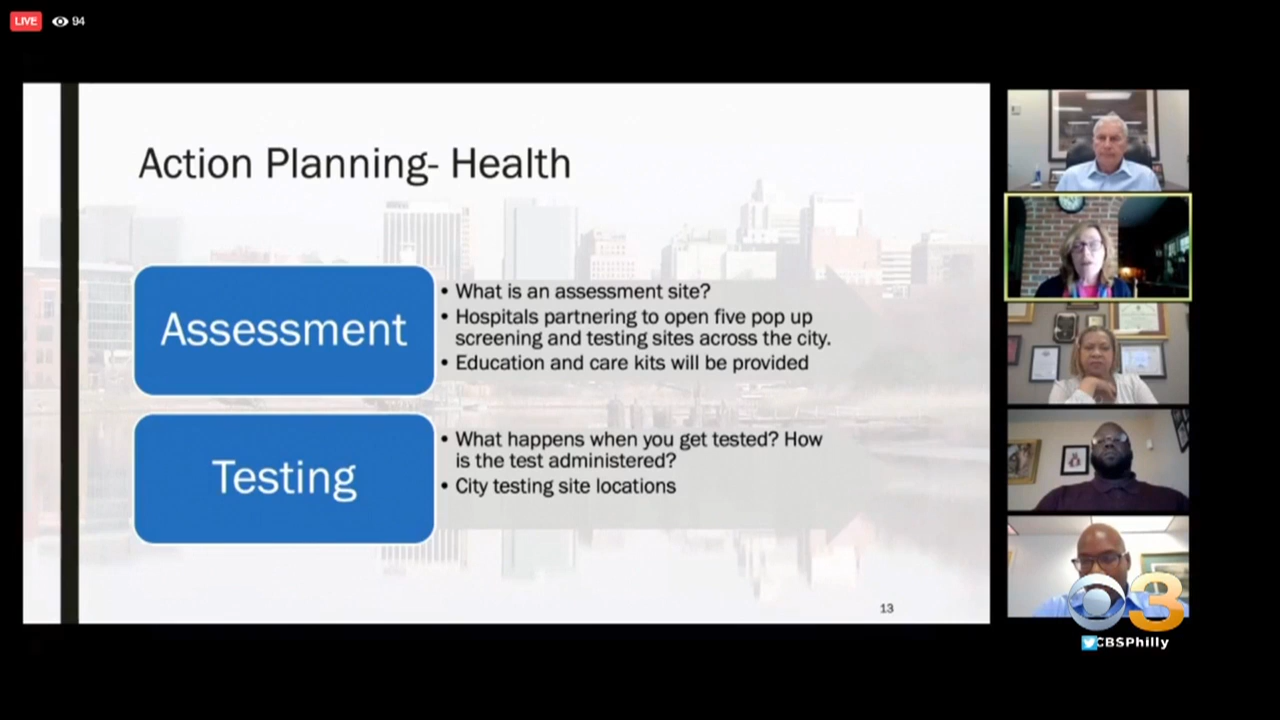 LIVE 94
Action Planning- Health
Assessment
• What is an assessment site?
• Hospitals partnering to open five pop up
screening and testing sites across the city.
• Education and care kits will be provided
Testing
• What happens when you get tested? How
is the test administered?
• City testing site locations
13
3
CBSPhilly